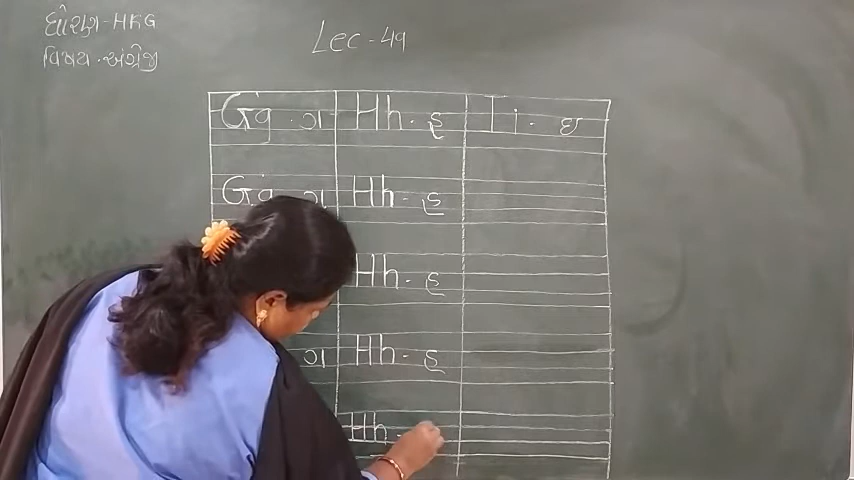 ધોરણ - HKG
વિષય - અંગ્રેજી
Lec - 49
Gg - ગ Hh - હ Ii - ઇ
Gg - ગ Hh - હ
Hh - હ
ગ Hh - હ
Hh -